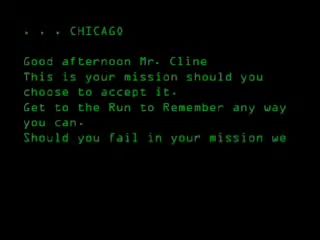 . . . CHICAGO
Good afternoon Mr. Cline
This is your mission should you
choose to accept it.
Get to the Run to Remember any way
you can.
Should you fail in your mission we